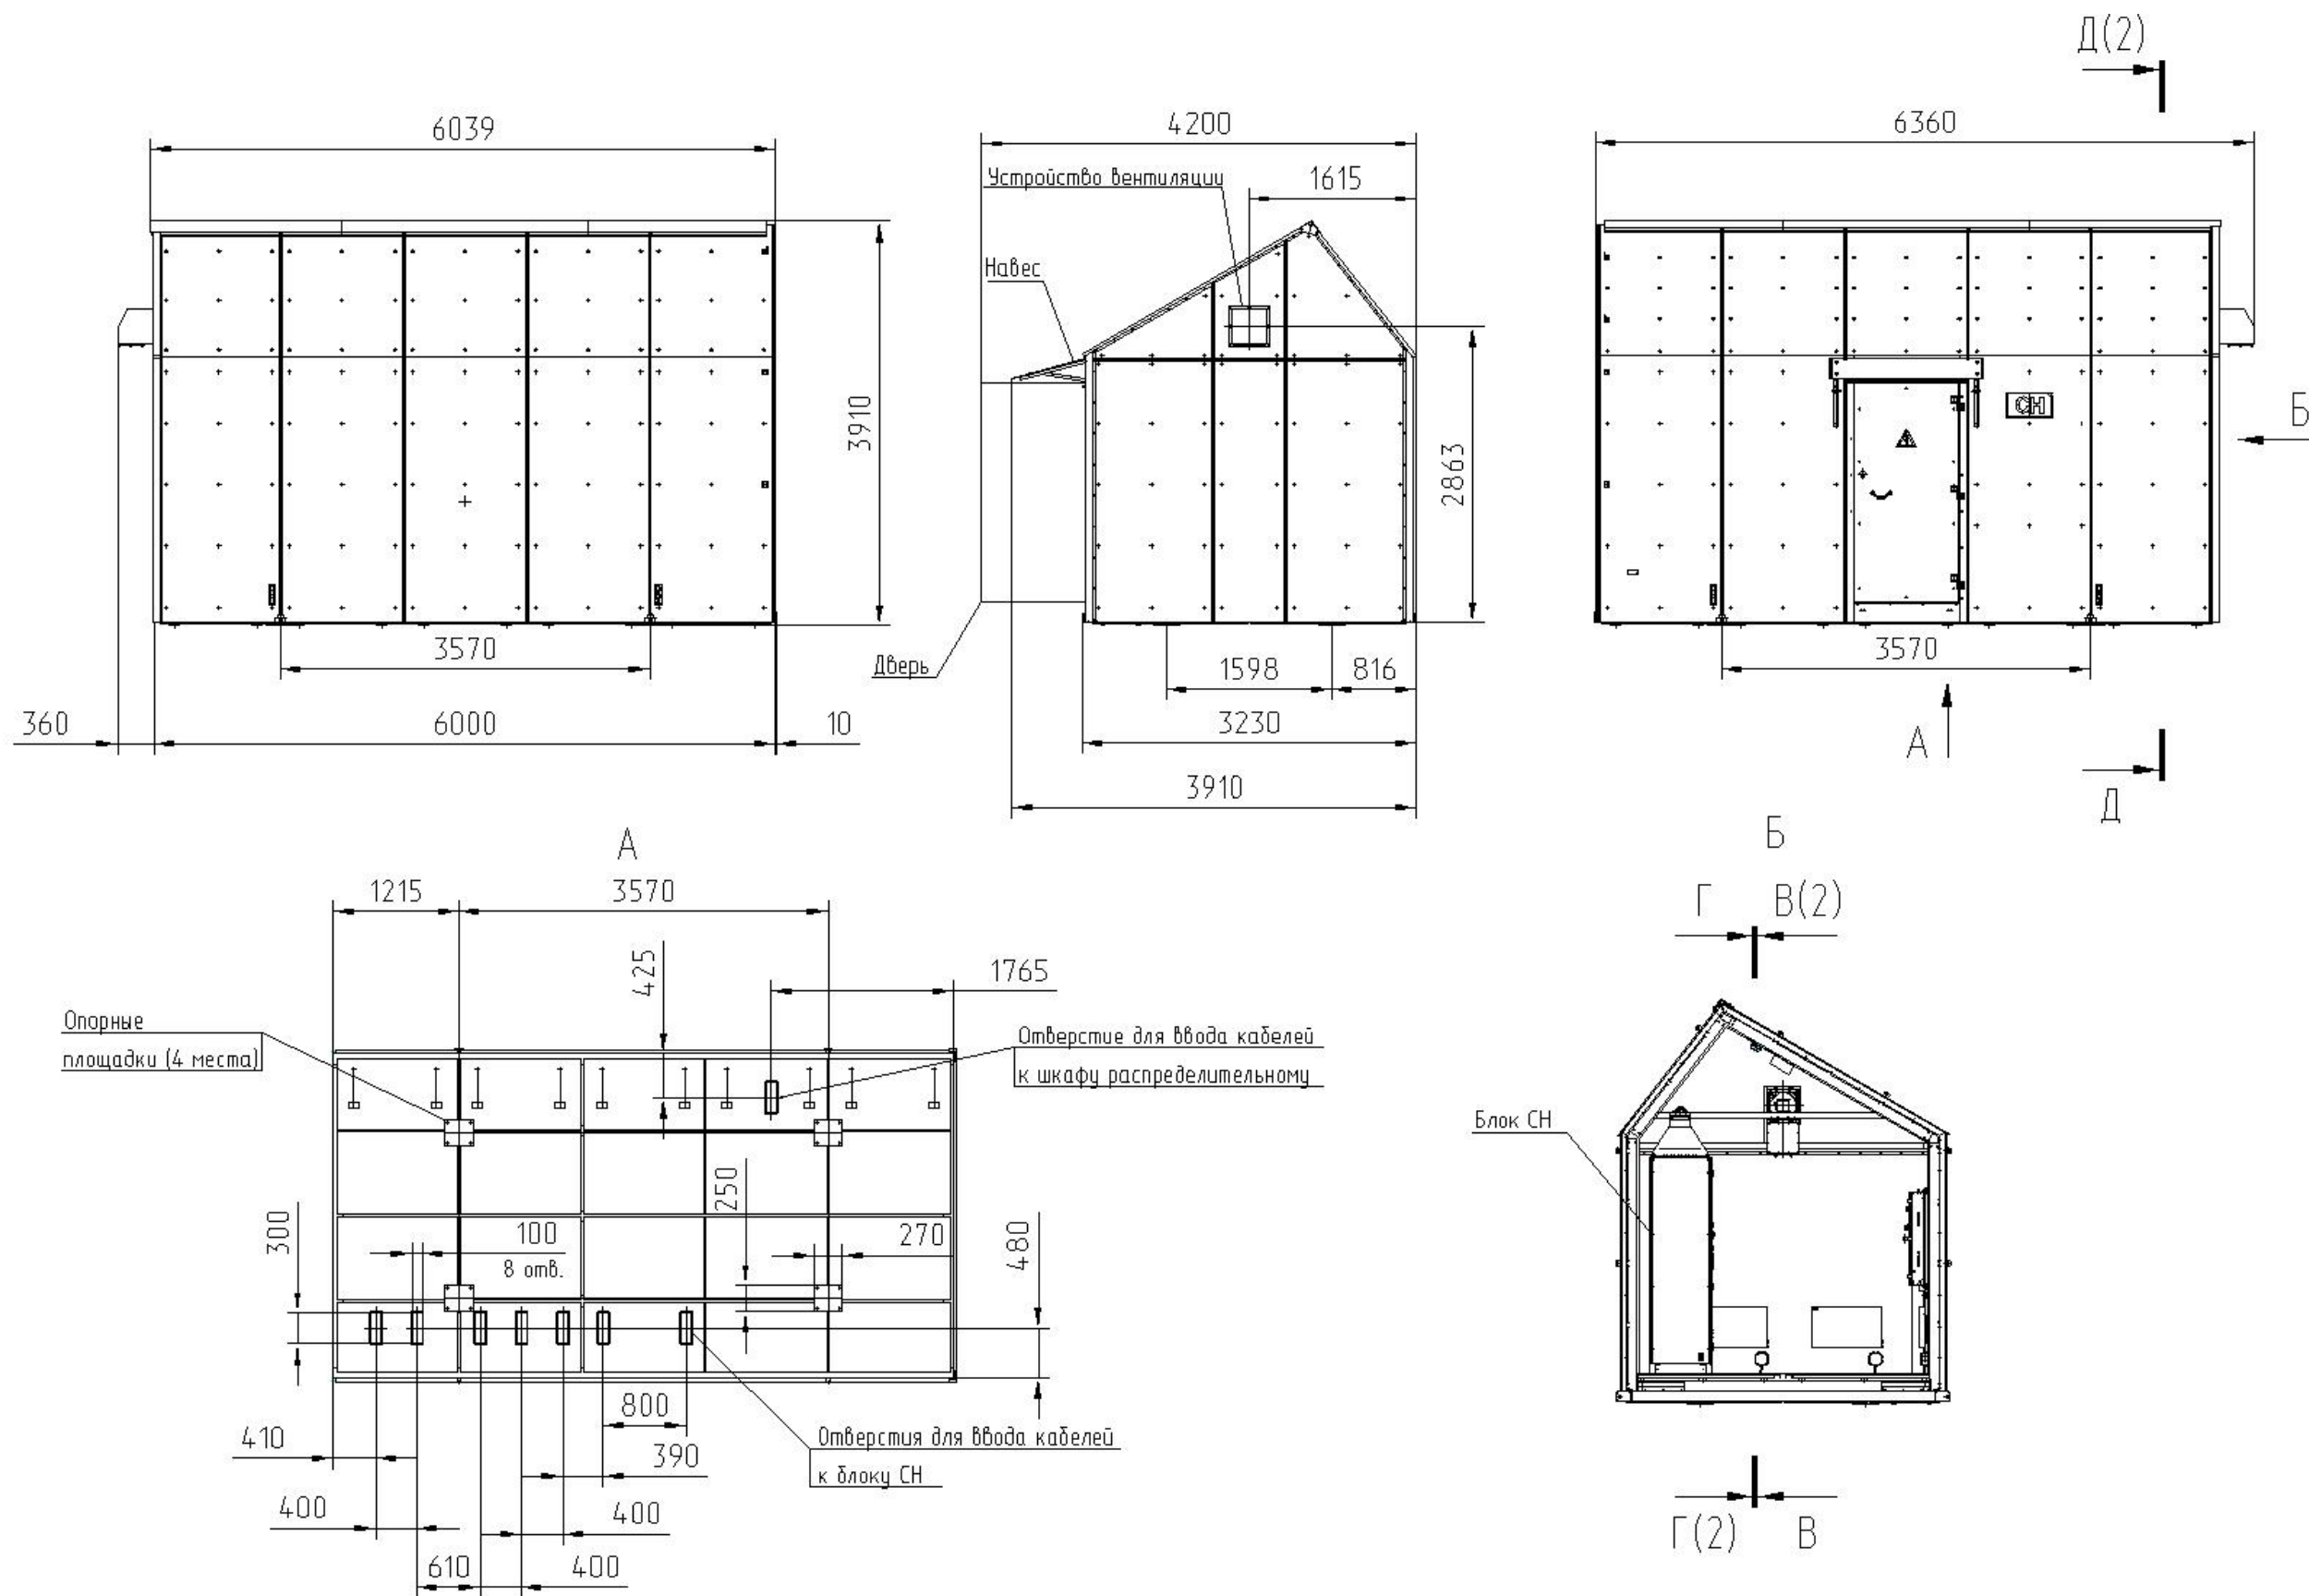 Д(2)
6039
4200
6360
Устройство вентиляции
1615
Навес
3910
2863
СН
Б
3570
Дверь
1598
816
3570
360
6000
10
3230
А
3910
Д
А
Б
1215
3570
Г
В(2)
425
1765
Опорные
площадки (4 места)
Отверстие для ввода кабелей
к шкафу распределительному
Блок СН
250
300
100
8 отв.
270
480
800
410
390
Отверстия для ввода кабелей
к блоку СН
400
400
610
400
Г(2)
В